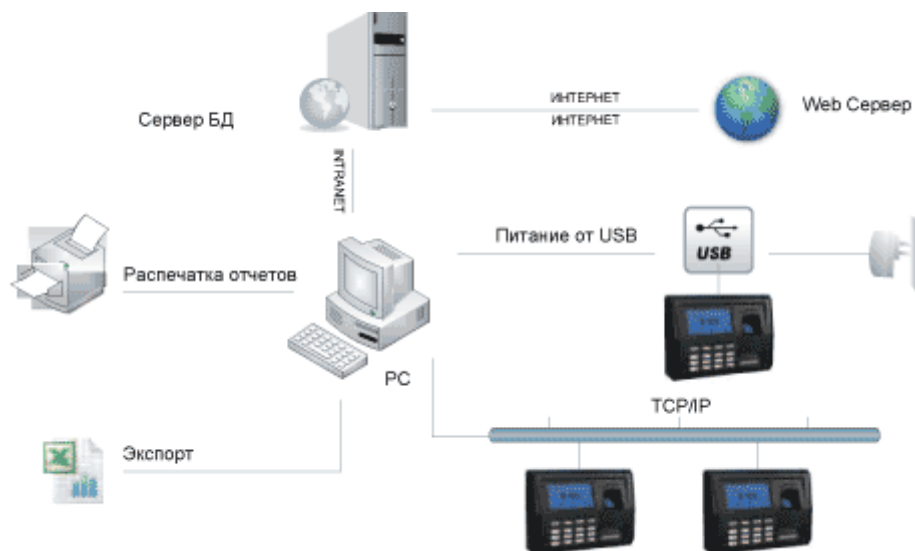 ИНТЕРНЕТ
Web Сервер
Сервер БД
ИНТЕРНЕТ
INTRANET
Питание от USB
USB
Распечатка отчетов
PC
TCP/IP
Экспорт